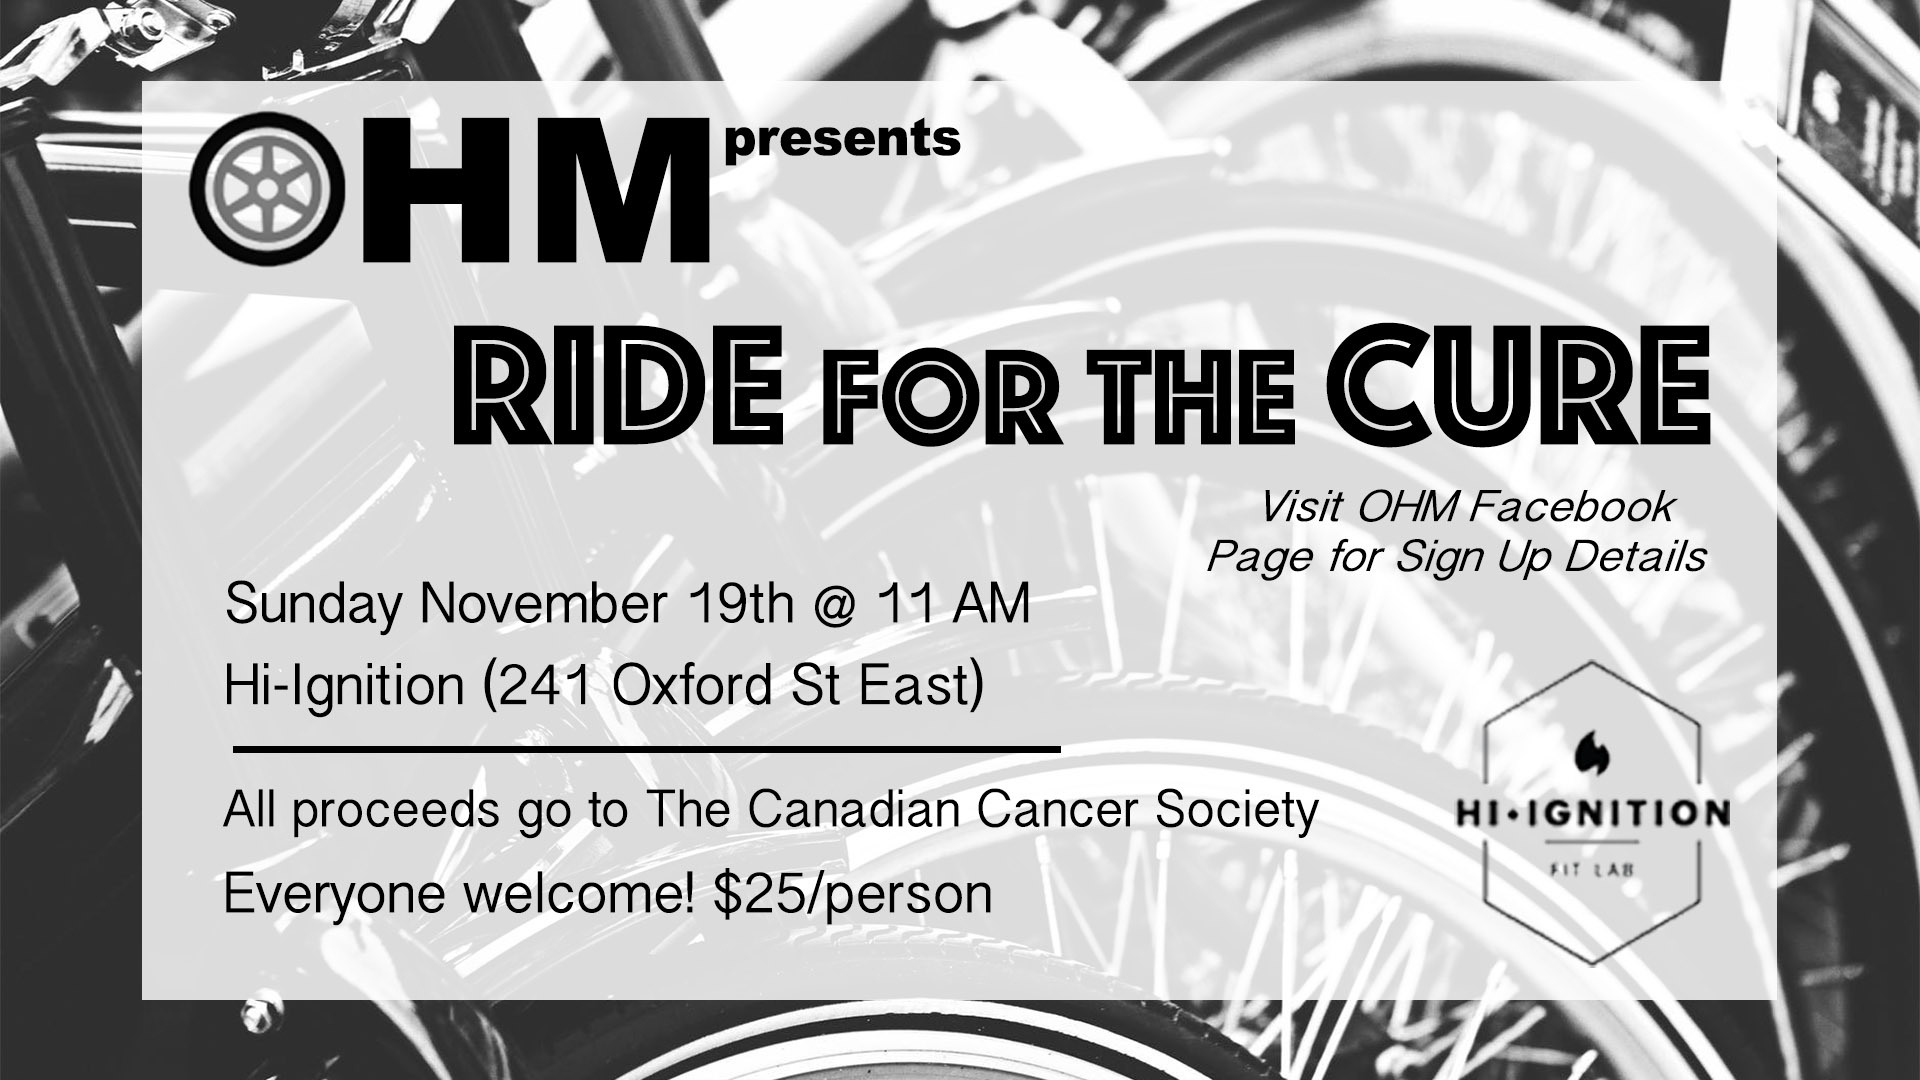 OHM presents
RIDE FOR THE CURE
Visit OHM Facebook
Page for Sign Up Details
Sunday November 19th @ 11 AM
Hi-Ignition (241 Oxford St East)
All proceeds go to The Canadian Cancer Society
Everyone welcome! $25/person
HI•IGNITION
FIT LAB